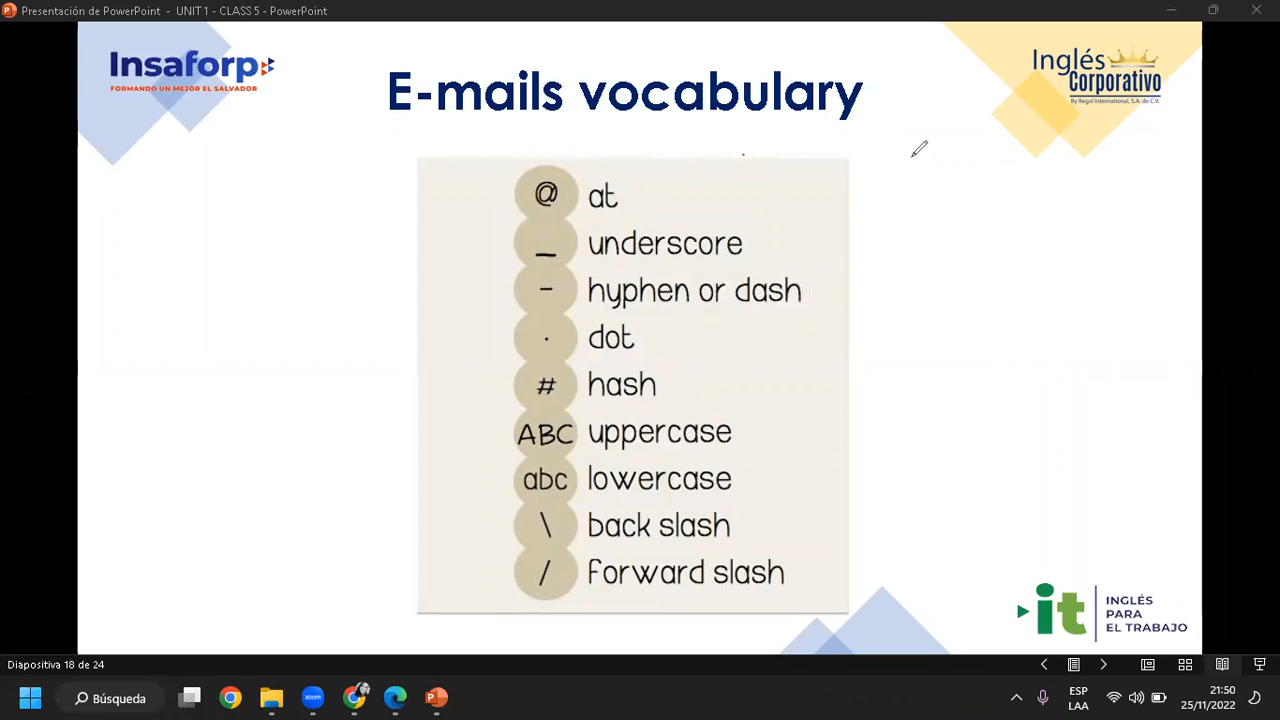 Presentación de PowerPoint - UNIT 1 - CLASS 5 - PowerPoint
Insaforp
FORMANDO UN MEJOR EL SALVADOR
E-mails vocabulary
Inglés
Corporativo
By Regal International, S.A. de C.V.
@ at
_ underscore
- hyphen or dash
. dot
# hash
ABC uppercase
abc lowercase
\ back slash
/ forward slash
it INGLÉS
PARA
EL TRABAJO
Diapositiva 18 de 24
Búsqueda
zoom
ESP
LAA
21:50
25/11/2022